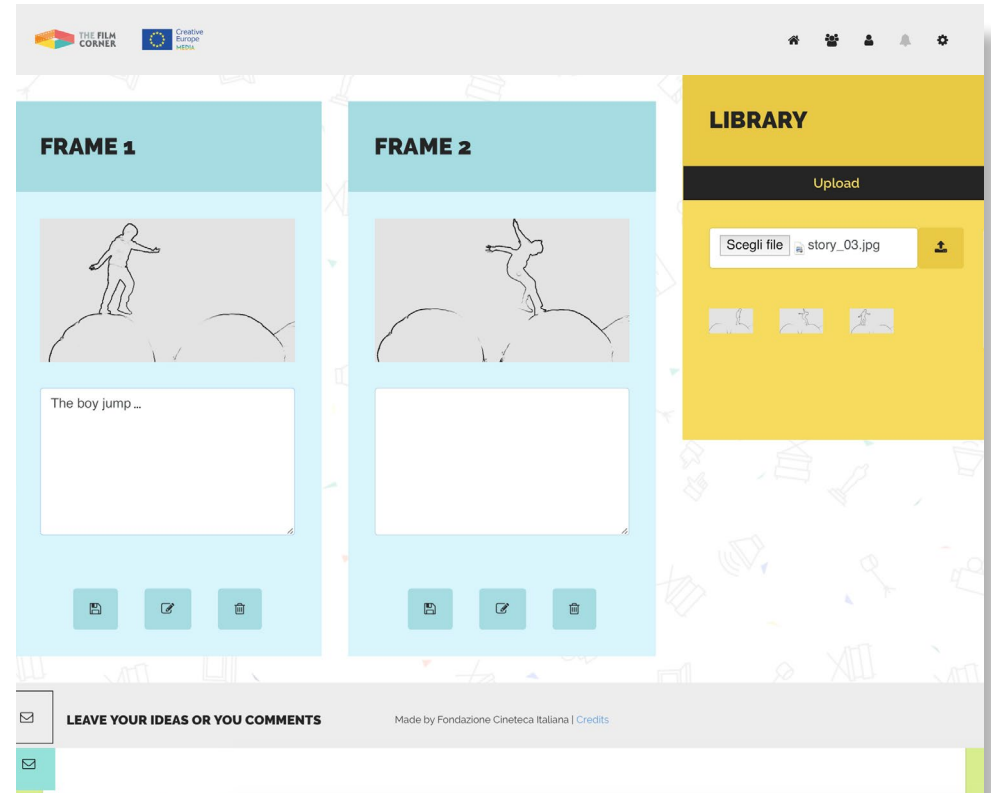 THE FILM
CORNER
Creative
Europe
MEDIA
FRAME 1
FRAME 2
LIBRARY
Upload
Scegli file story_03.jpg
The boy jump ...
LEAVE YOUR IDEAS OR YOU COMMENTS
Made by Fondazione Cineteca Italiana | Credits